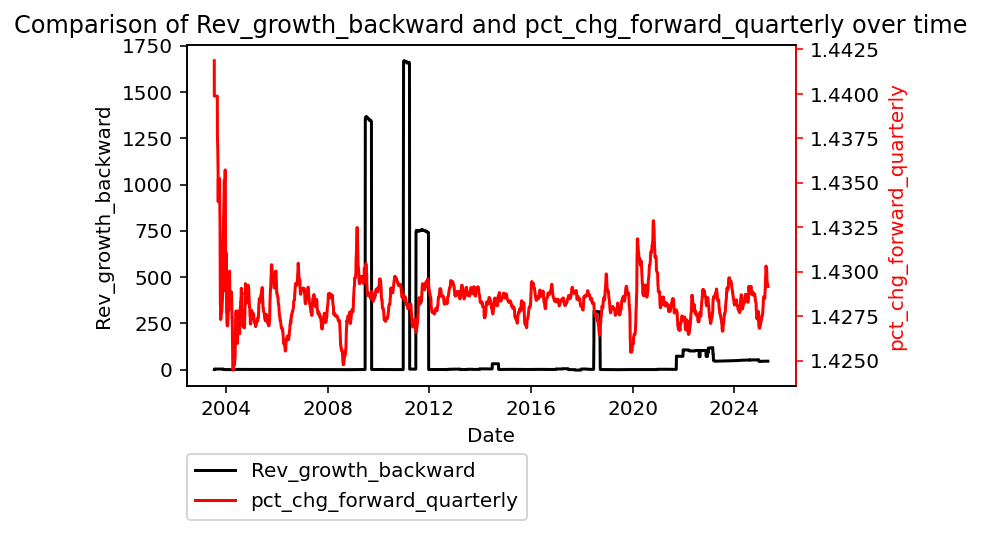 Comparison of Rev_growth_backward and pct_chg_forward_quarterly over time
1750
1500
1250
1000
750
500
250
0
Rev_growth_backward
1.4425
1.4400
1.4375
1.4350
1.4325
1.4300
1.4275
1.4250
pct_chg_forward_quarterly
2004 2008 2012 2016 2020 2024
Date
Rev_growth_backward
pct_chg_forward_quarterly